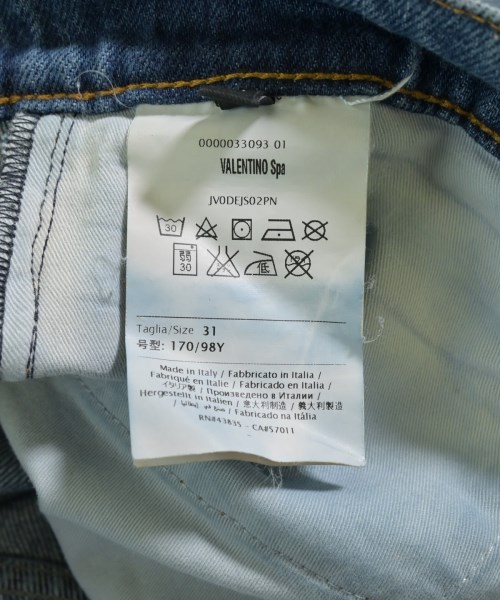 0000033093 01
VALENTINO Spa
JV0DEJS02PN
30
弱
30
低
Taglia/Size 31
号型: 170/98Y
Made in Italy / Fabbricato in Italia /
Fabriqué en Italie / Fabricado en Italia /
イタリア製 / Произведено в Италии /
Hergestellt in Italien / 意大利制造 / 義大利製造
/ Fabricado na Itália
RN#43835 - CA#57011